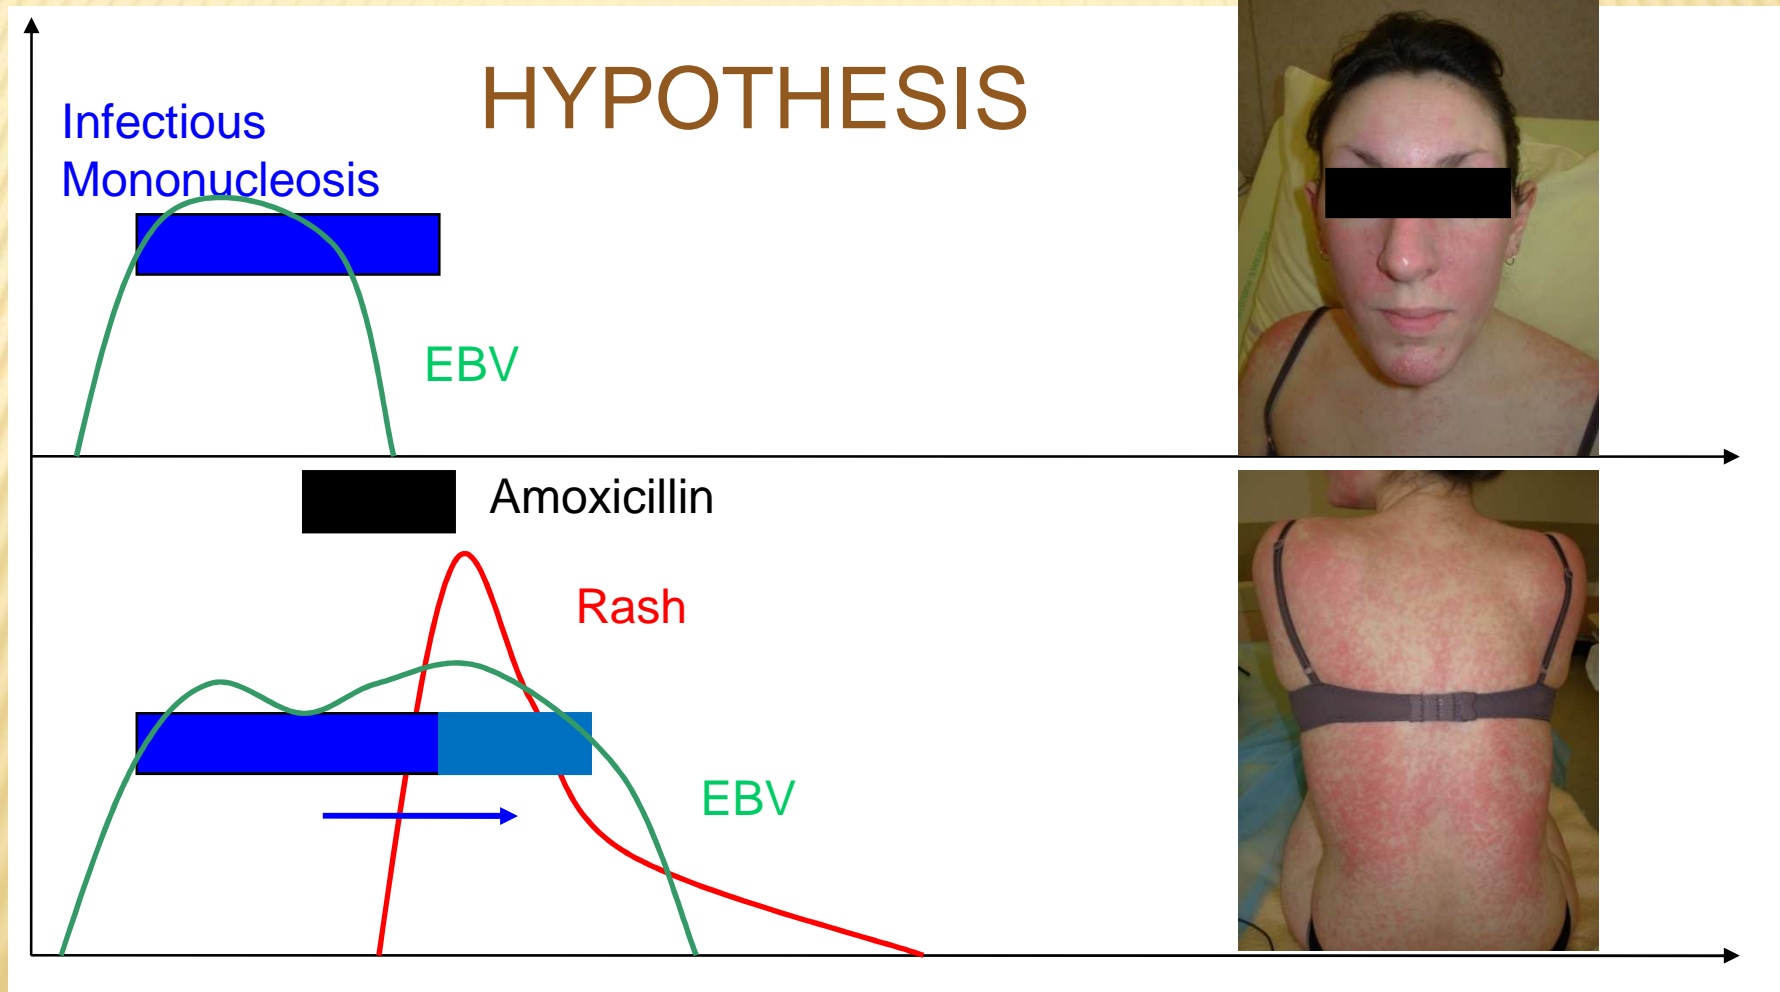 HYPOTHESIS
Infectious
Mononucleosis
EBV
Amoxicillin
Rash
EBV